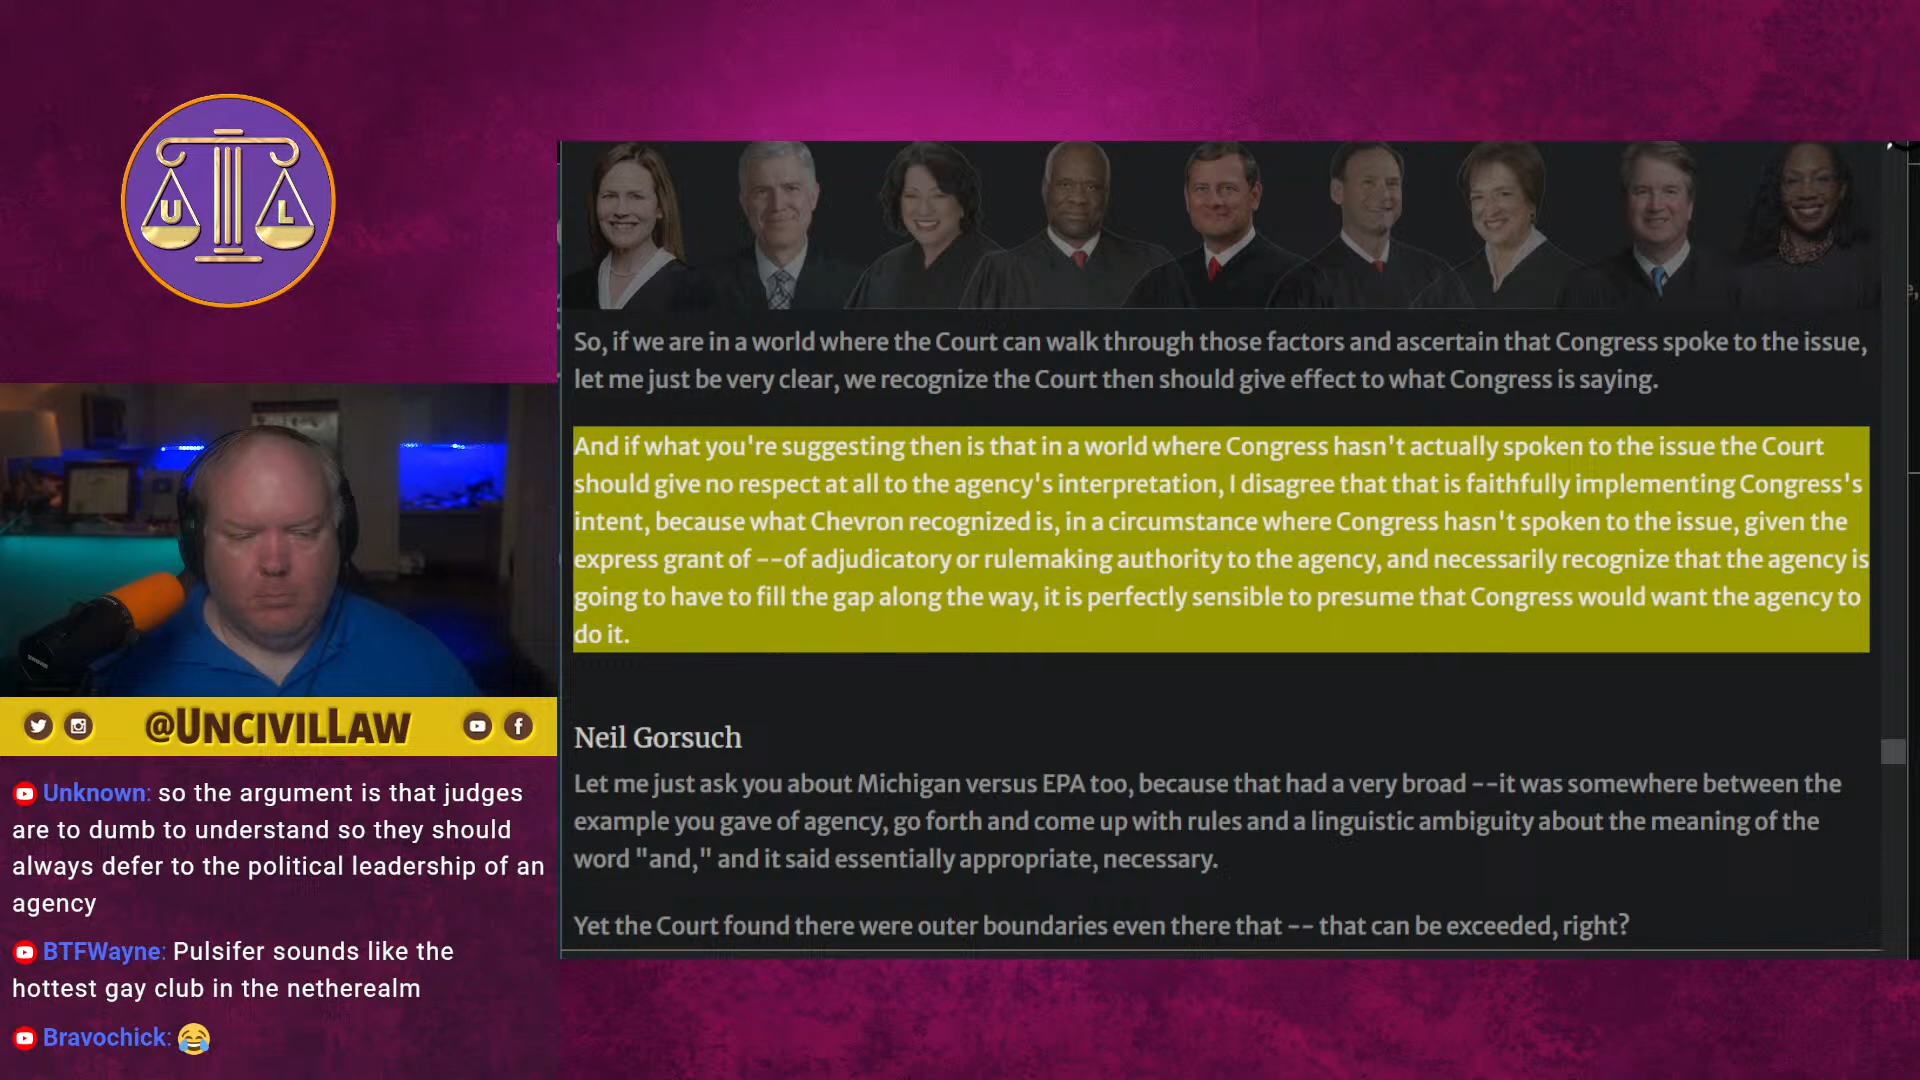 U L
So, if we are in a world where the Court can walk through those factors and ascertain that Congress spoke to the issue,
let me just be very clear, we recognize the Court then should give effect to what Congress is saying.
And if what you're suggesting then is that in a world where Congress hasn't actually spoken to the issue the Court
should give no respect at all to the agency's interpretation, I disagree that that is faithfully implementing Congress's
intent, because what Chevron recognized is, in a circumstance where Congress hasn't spoken to the issue, given the
express grant of --of adjudicatory or rulemaking authority to the agency, and necessarily recognize that the agency is
going to have to fill the gap along the way, it is perfectly sensible to presume that Congress would want the agency to
do it.
Neil Gorsuch
Let me just ask you about Michigan versus EPA too, because that had a very broad --it was somewhere between the
example you gave of agency, go forth and come up with rules and a linguistic ambiguity about the meaning of the
word "and," and it said essentially appropriate, necessary.
Yet the Court found there were outer boundaries even there that -- that can be exceeded, right?
@UNCIVILLAW
Unknown: so the argument is that judges
are to dumb to understand so they should
always defer to the political leadership of an
agency
BTFWayne: Pulsifer sounds like the
hottest gay club in the netherealm
Bravochick: 😂